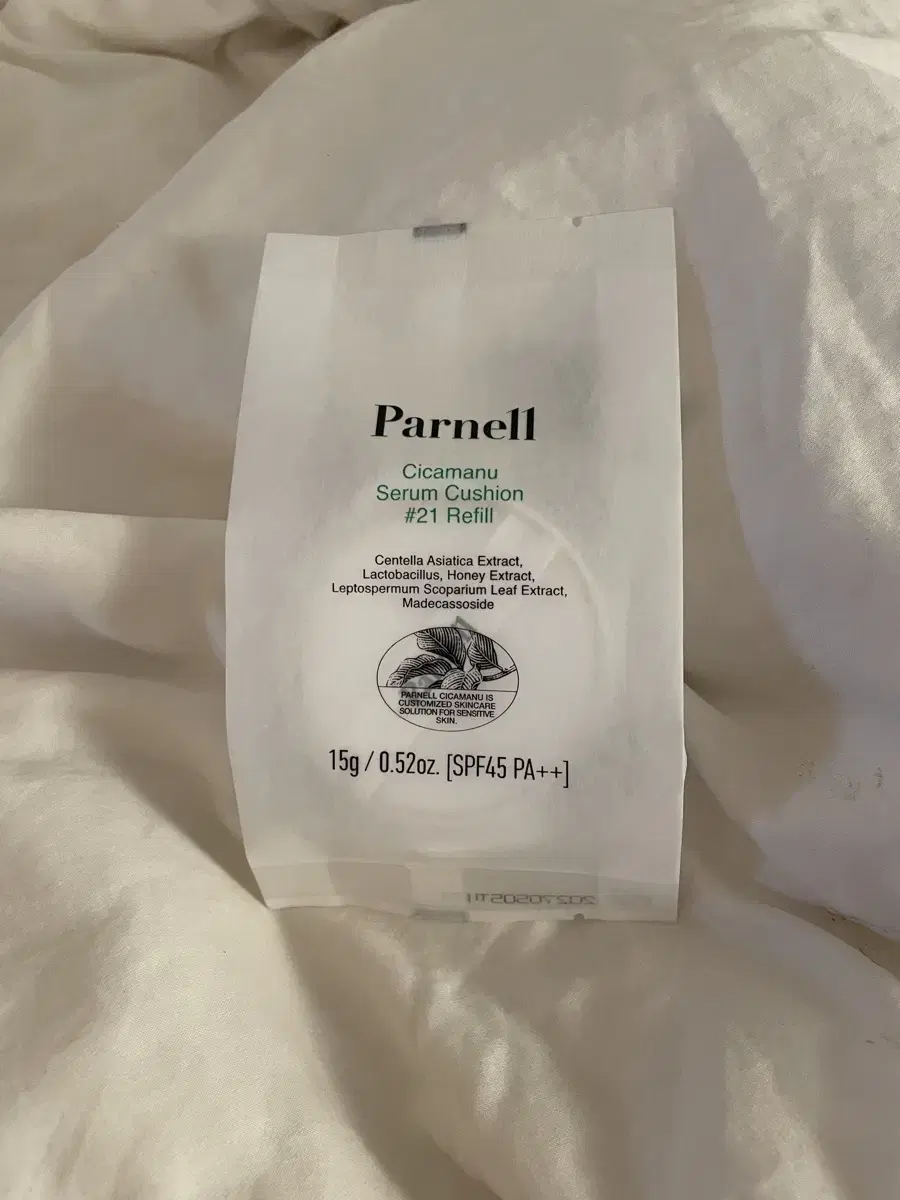 Parnell
Cicamanu
Serum Cushion
#21 Refill
Centella Asiatica Extract,
Lactobacillus, Honey Extract,
Leptospermum Scoparium Leaf Extract,
Madecassoside
PARNELL CICAMANU IS
CUSTOMIZED SKINCARE
SOLUTION FOR SENSITIVE
SKIN.
15g / 0.52oz. [SPF45 PA++]